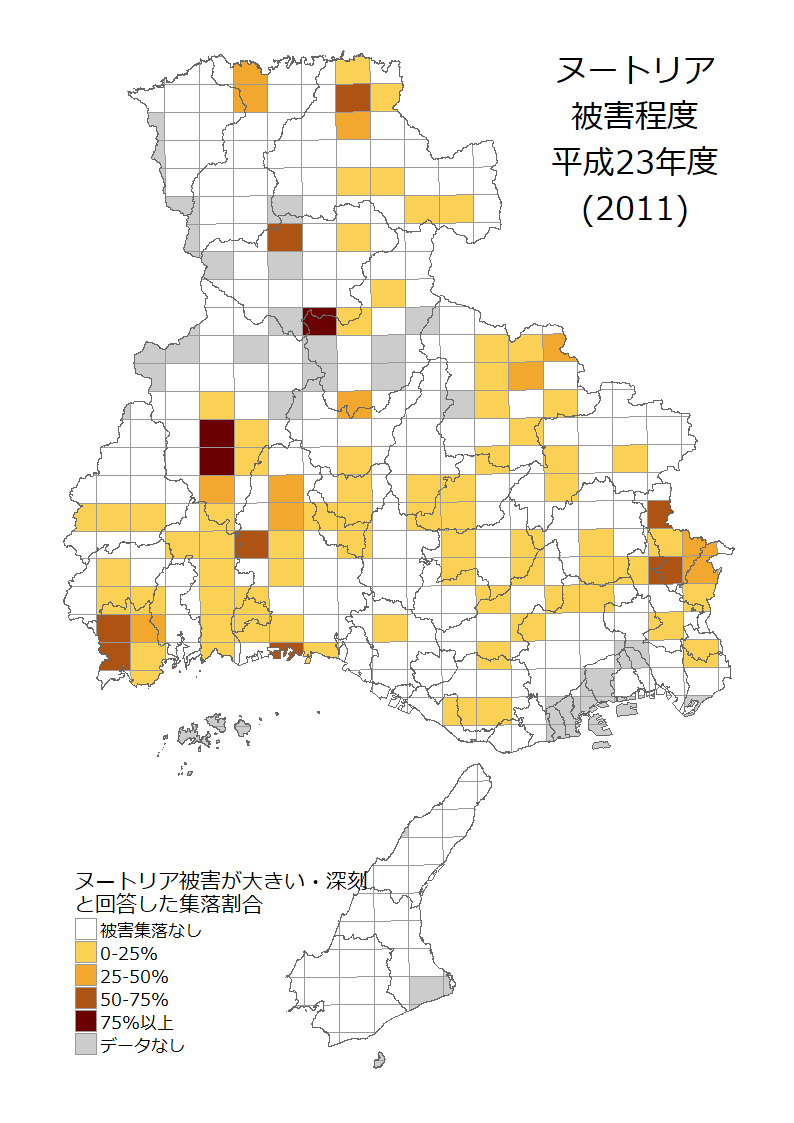 ヌートリア
被害程度
平成23年度
(2011)
ヌートリア被害が大きい・深刻
と回答した集落割合
被害集落なし
0-25%
25-50%
50-75%
75%以上
データなし